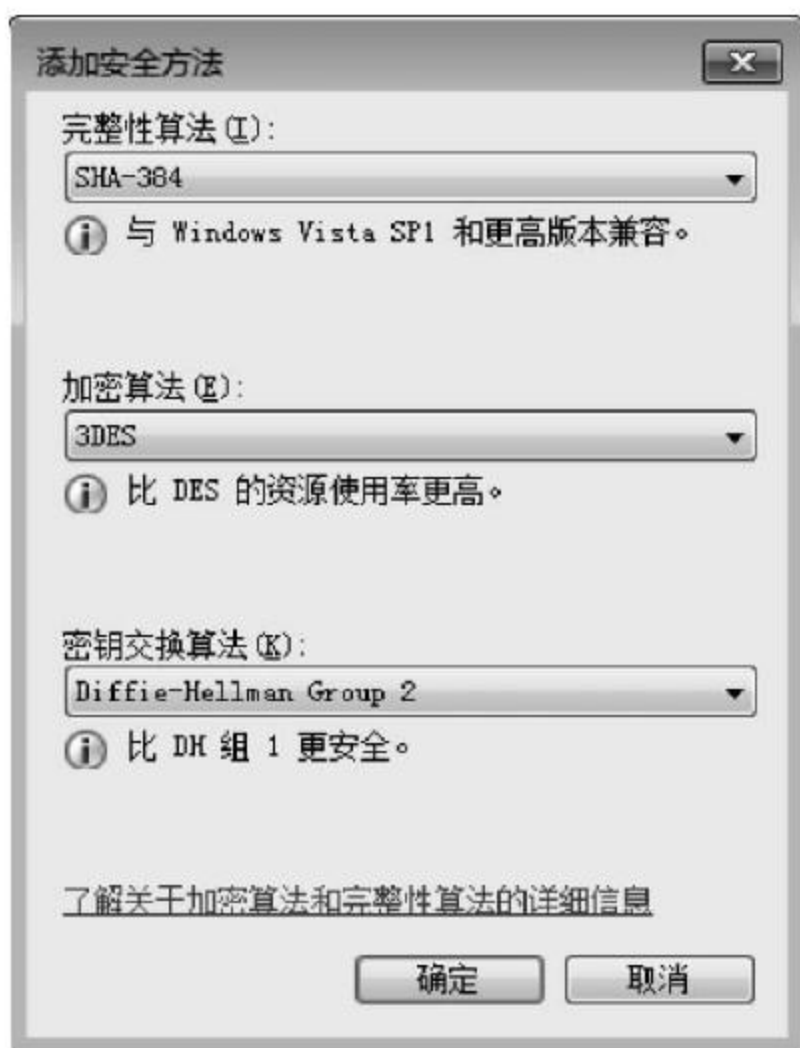 添加安全方法
完整性算法(I):
SHA-384
与 Windows Vista SP1 和更高版本兼容。
加密算法(E):
3DES
比 DES 的资源使用率更高。
密钥交换算法(K):
Diffie-Hellman Group 2
比 DH 组 1 更安全。
了解关于加密算法和完整性算法的详细信息
确定 取消